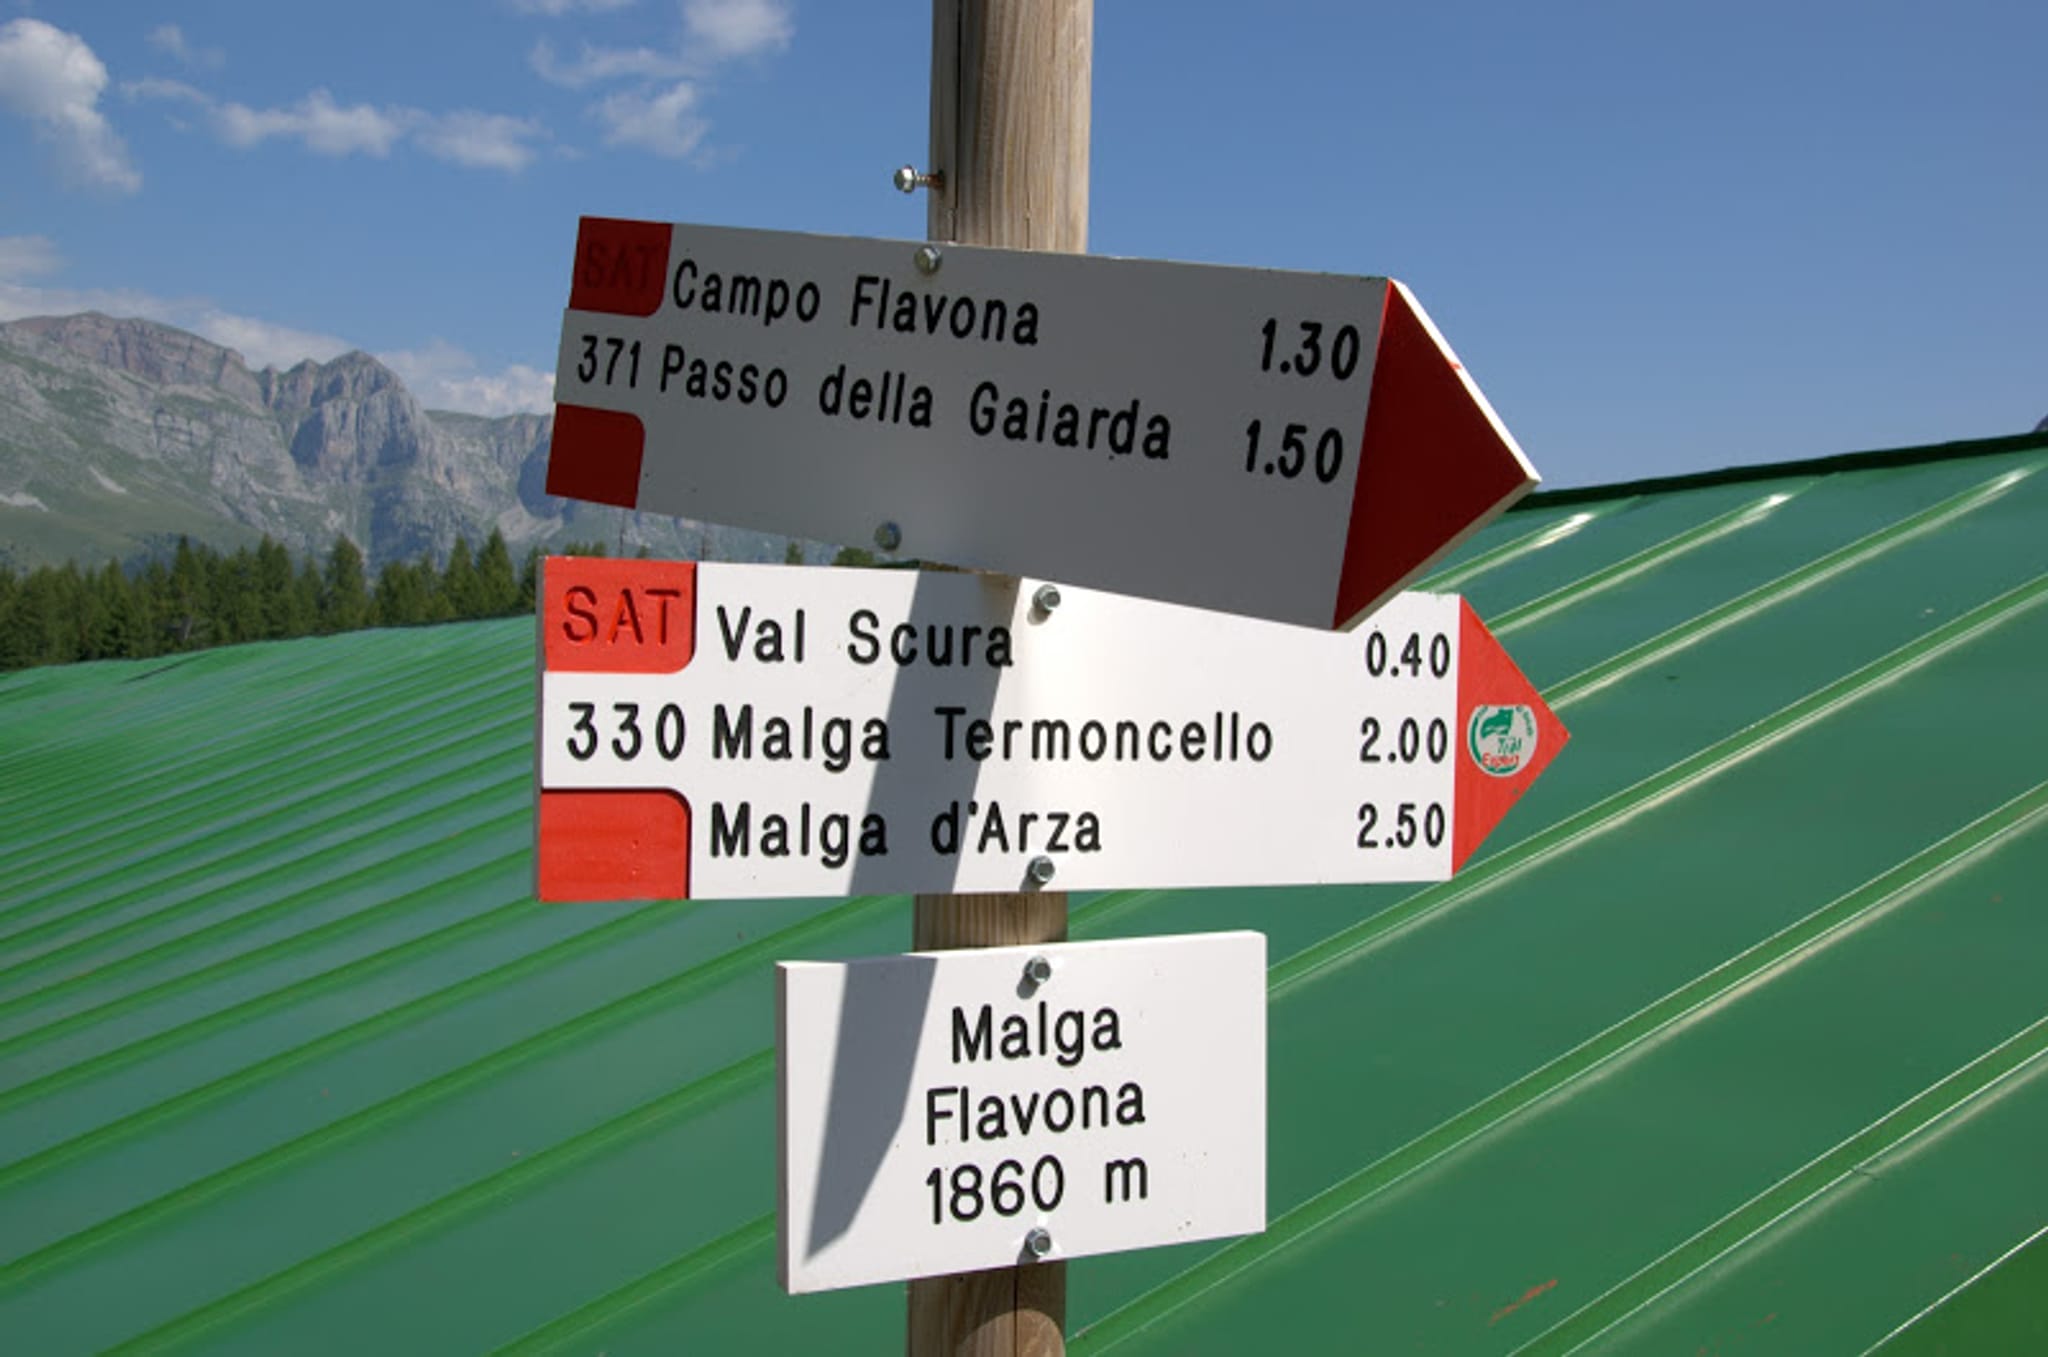 SAT Campo Flavona 1.30
371 Passo della Gaiarda 1.50
SAT Val Scura 0.40
330 Malga Termoncello 2.00
Malga d'Arza 2.50
Malga
Flavona
1860 m